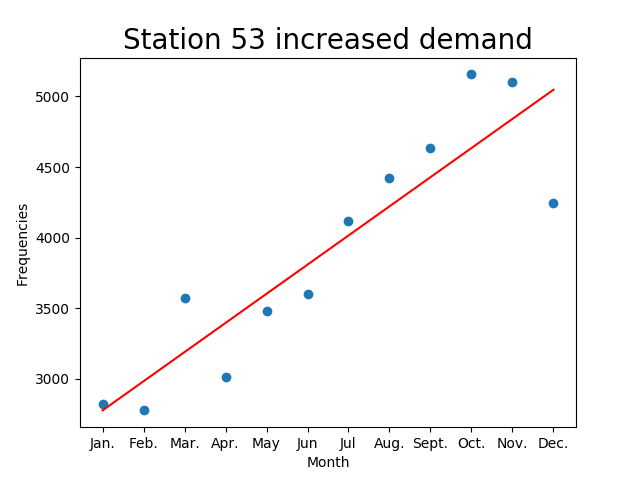 Station 53 increased demand
5000
4500
4000
3500
3000
Frequencies
Jan. Feb. Mar. Apr. May Jun Jul Aug. Sept. Oct. Nov. Dec.
Month